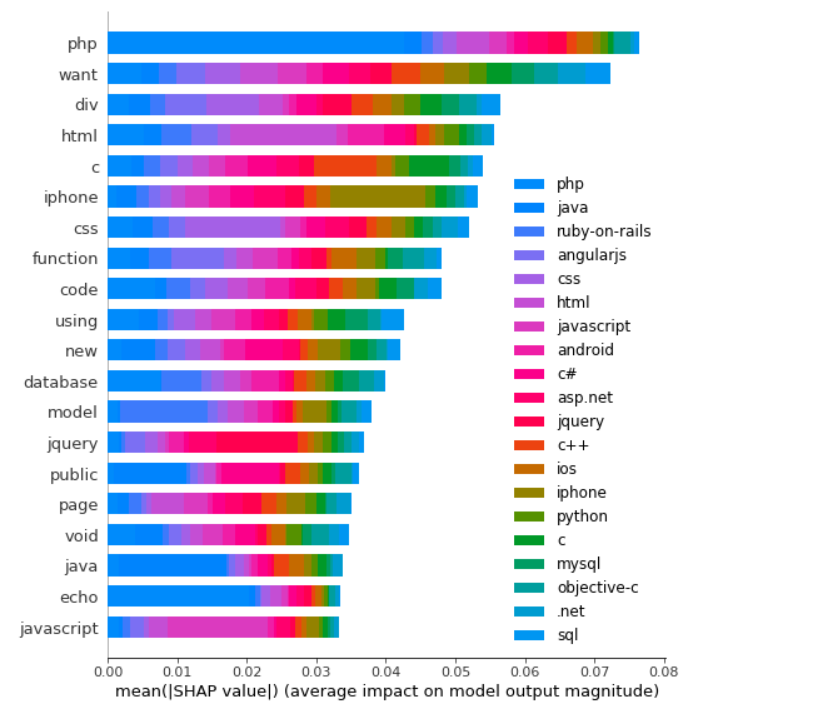 php
want
div
html
c
iphone
css
function
code
using
new
database
model
jquery
public
page
void
java
echo
javascript
php
java
ruby-on-rails
angularjs
css
html
javascript
android
c#
asp.net
jquery
c++
ios
iphone
python
c
mysql
objective-c
.net
sql
0.00 0.01 0.02 0.03 0.04 0.05 0.06 0.07 0.08
mean(|SHAP value|) (average impact on model output magnitude)